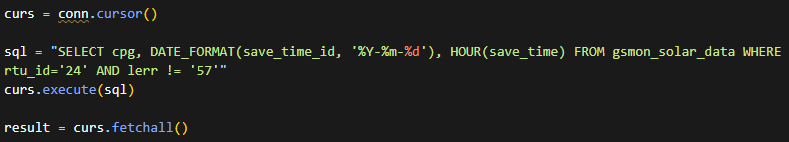 curs = conn.cursor()
sql = "SELECT cpg, DATE_FORMAT(save_time_id, '%Y-%m-%d'), HOUR(save_time) FROM gsmon_solar_data WHERE
rtu_id='24' AND lerr != '57'"
curs.execute(sql)
result = curs.fetchall()